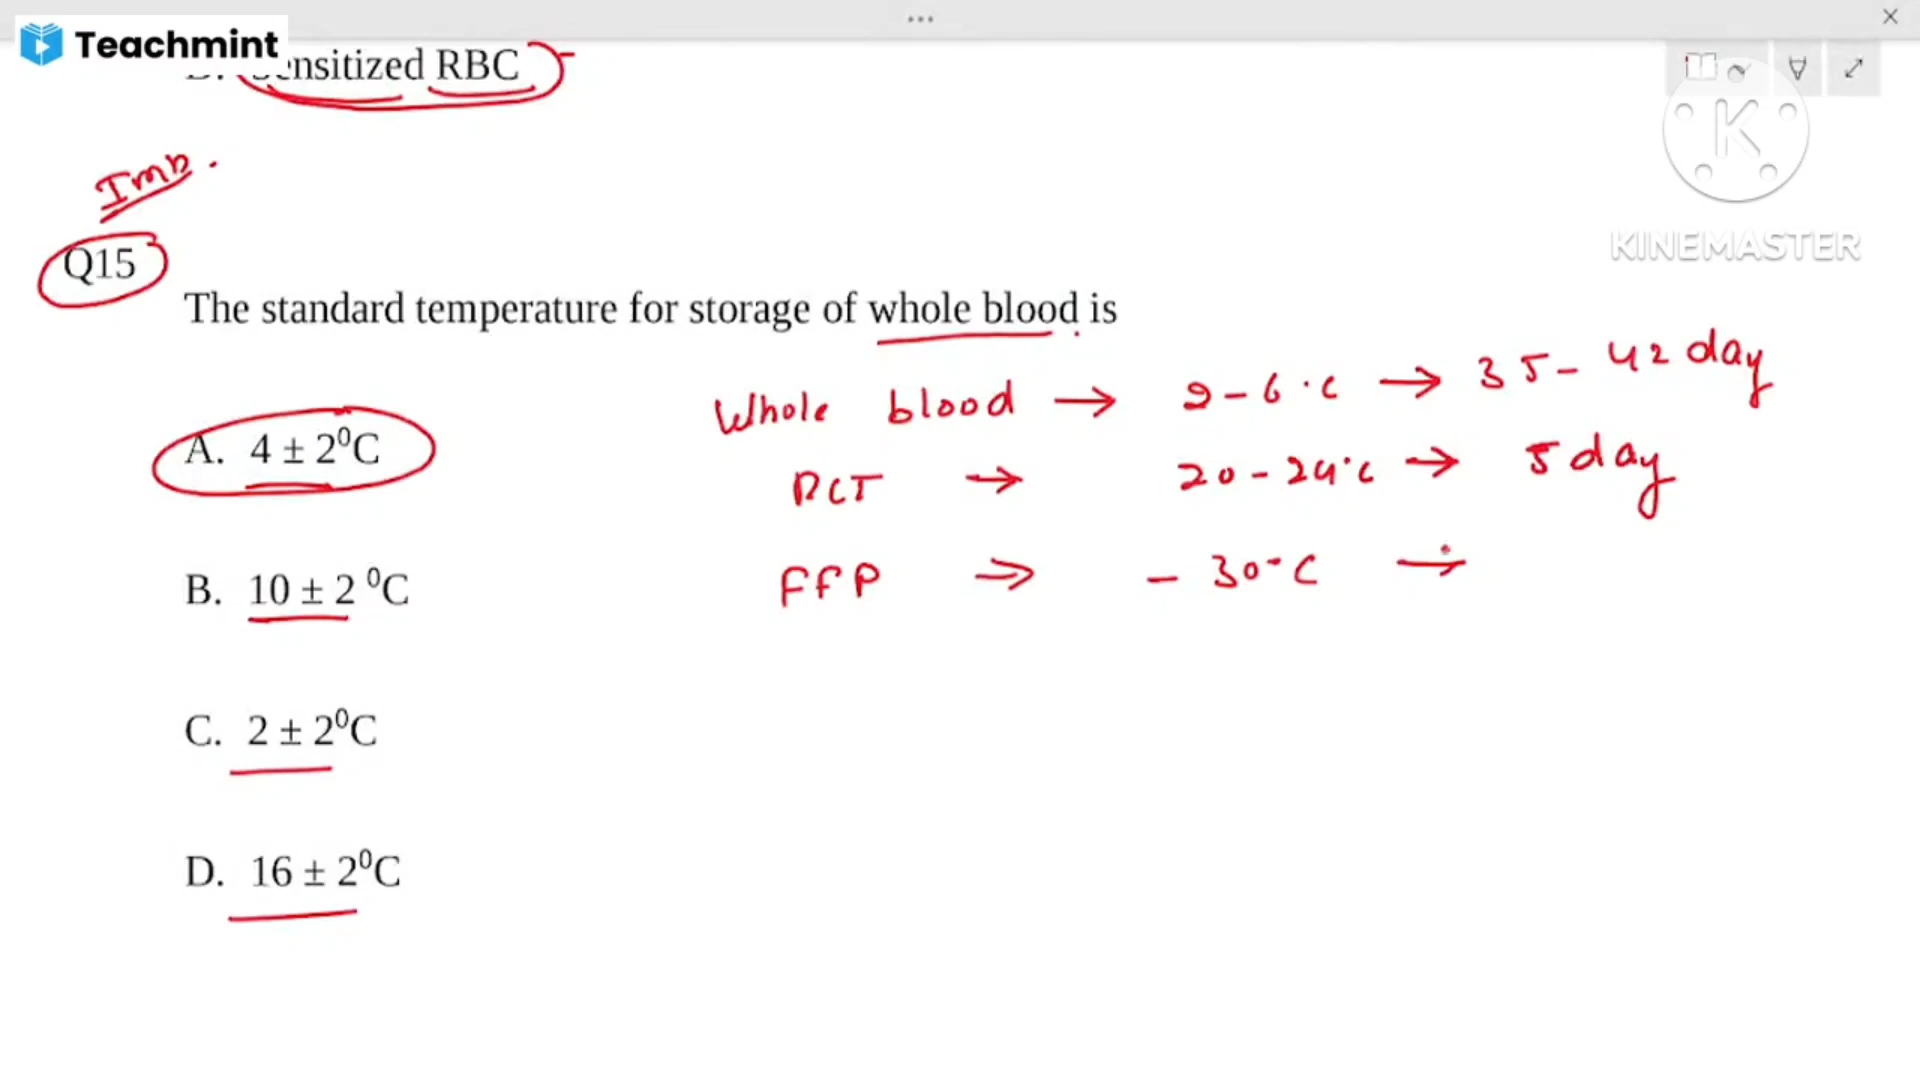 Teachmint
Sensitized RBC
Imp.
KINEMASTER
Q15
The standard temperature for storage of whole blood is
Whole blood → 2-6°C → 35-42 day
A. 4 ± 2⁰C
PCT → 20-24°C → 5 day
FFP → -30°C →
B. 10 ± 2 ⁰C
C. 2 ± 2⁰C
D. 16 ± 2⁰C